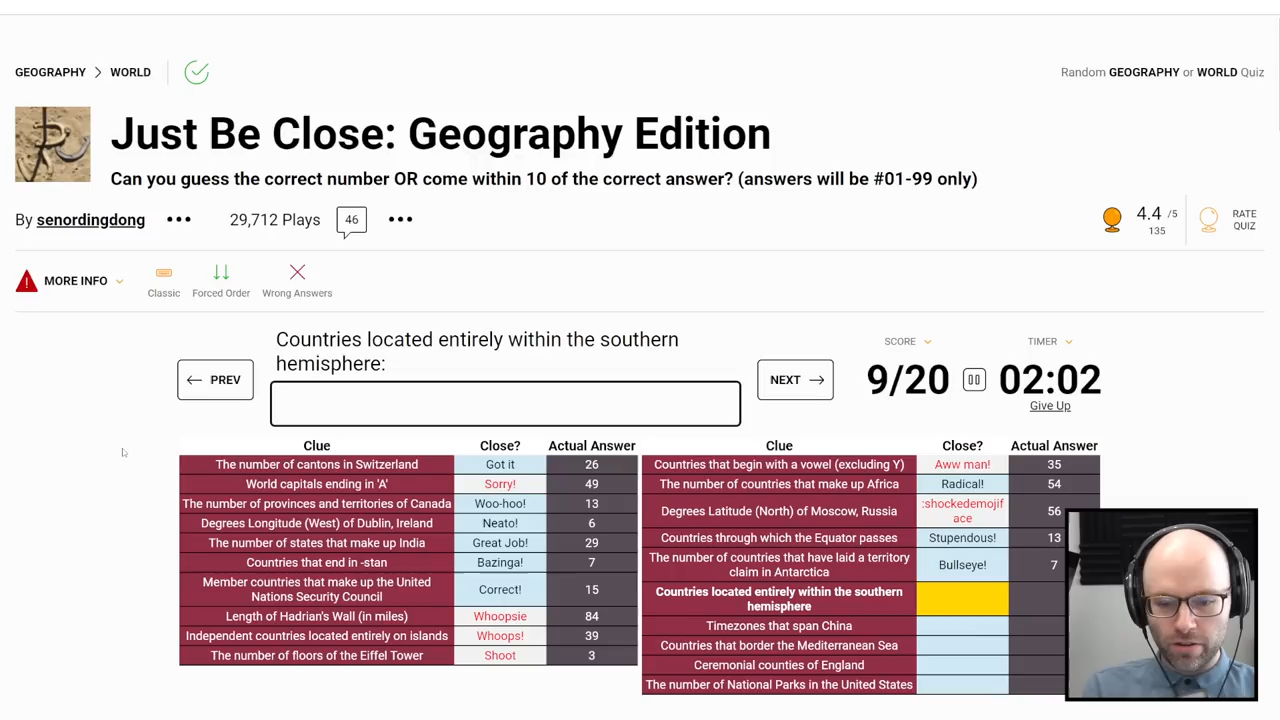 GEOGRAPHY > WORLD
Random GEOGRAPHY or WORLD Quiz
Just Be Close: Geography Edition
Can you guess the correct number OR come within 10 of the correct answer? (answers will be #01-99 only)
By senordingdong ••• 29,712 Plays 46 •••
4.4 /5
135
RATE
QUIZ
MORE INFO
Classic
Forced Order
Wrong Answers
Countries located entirely within the southern
hemisphere:
← PREV
NEXT →
SCORE
9/20
TIMER
02:02
Give Up
Clue Close? Actual Answer
The number of cantons in Switzerland Got it 26
World capitals ending in 'A' Sorry! 49
The number of provinces and territories of Canada Woo-hoo! 13
Degrees Longitude (West) of Dublin, Ireland Neato! 6
The number of states that make up India Great Job! 29
Countries that end in -stan Bazinga! 7
Member countries that make up the United
Nations Security Council Correct! 15
Length of Hadrian's Wall (in miles) Whoopsie 84
Independent countries located entirely on islands Whoops! 39
The number of floors of the Eiffel Tower Shoot 3
Clue Close? Actual Answer
Countries that begin with a vowel (excluding Y) Aww man! 35
The number of countries that make up Africa Radical! 54
Degrees Latitude (North) of Moscow, Russia :shockedemojif
ace 56
Countries through which the Equator passes Stupendous! 13
The number of countries that have laid a territory
claim in Antarctica Bullseye! 7
Countries located entirely within the southern
hemisphere
Timezones that span China
Countries that border the Mediterranean Sea
Ceremonial counties of England
The number of National Parks in the United States